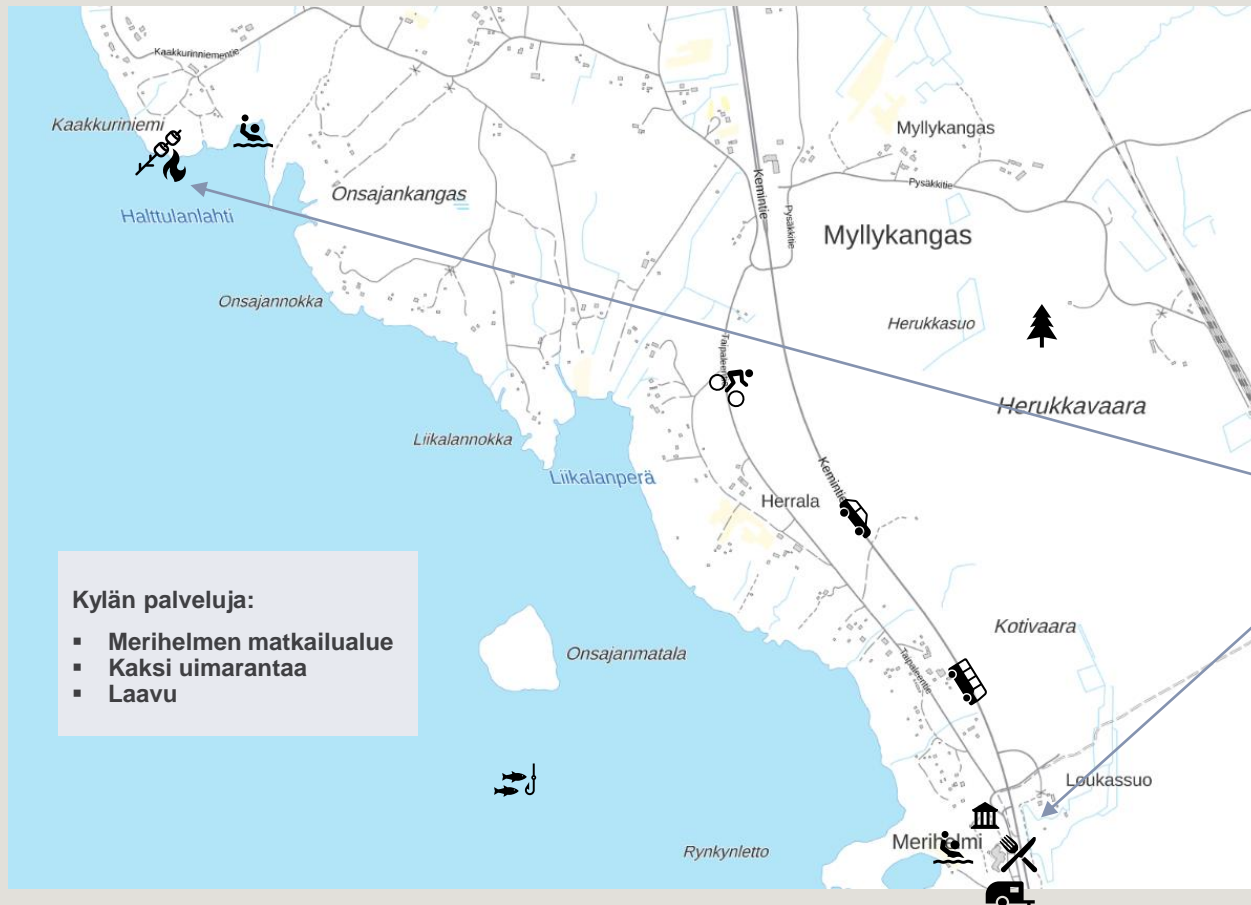 Kaakkurinniementie
Kaakkuriniemi
Halttulanlahti
Onsajankangas
Onsajannokka
Kemintie
Pysäkkitie
Myllykangas
Pysäkkitie
Myllykangas
Herukkasuo
Taipaleentie
Herukkavaara
Liikalannokka
Liikalanperä
Kemintie
Herrala
Kylän palveluja:
▪ Merihelmen matkailualue
▪ Kaksi uimarantaa
▪ Laavu
Onsajanmatala
Kotivaara
Taipaleentie
Loukassuo
Merihelmi
Rynkynletto